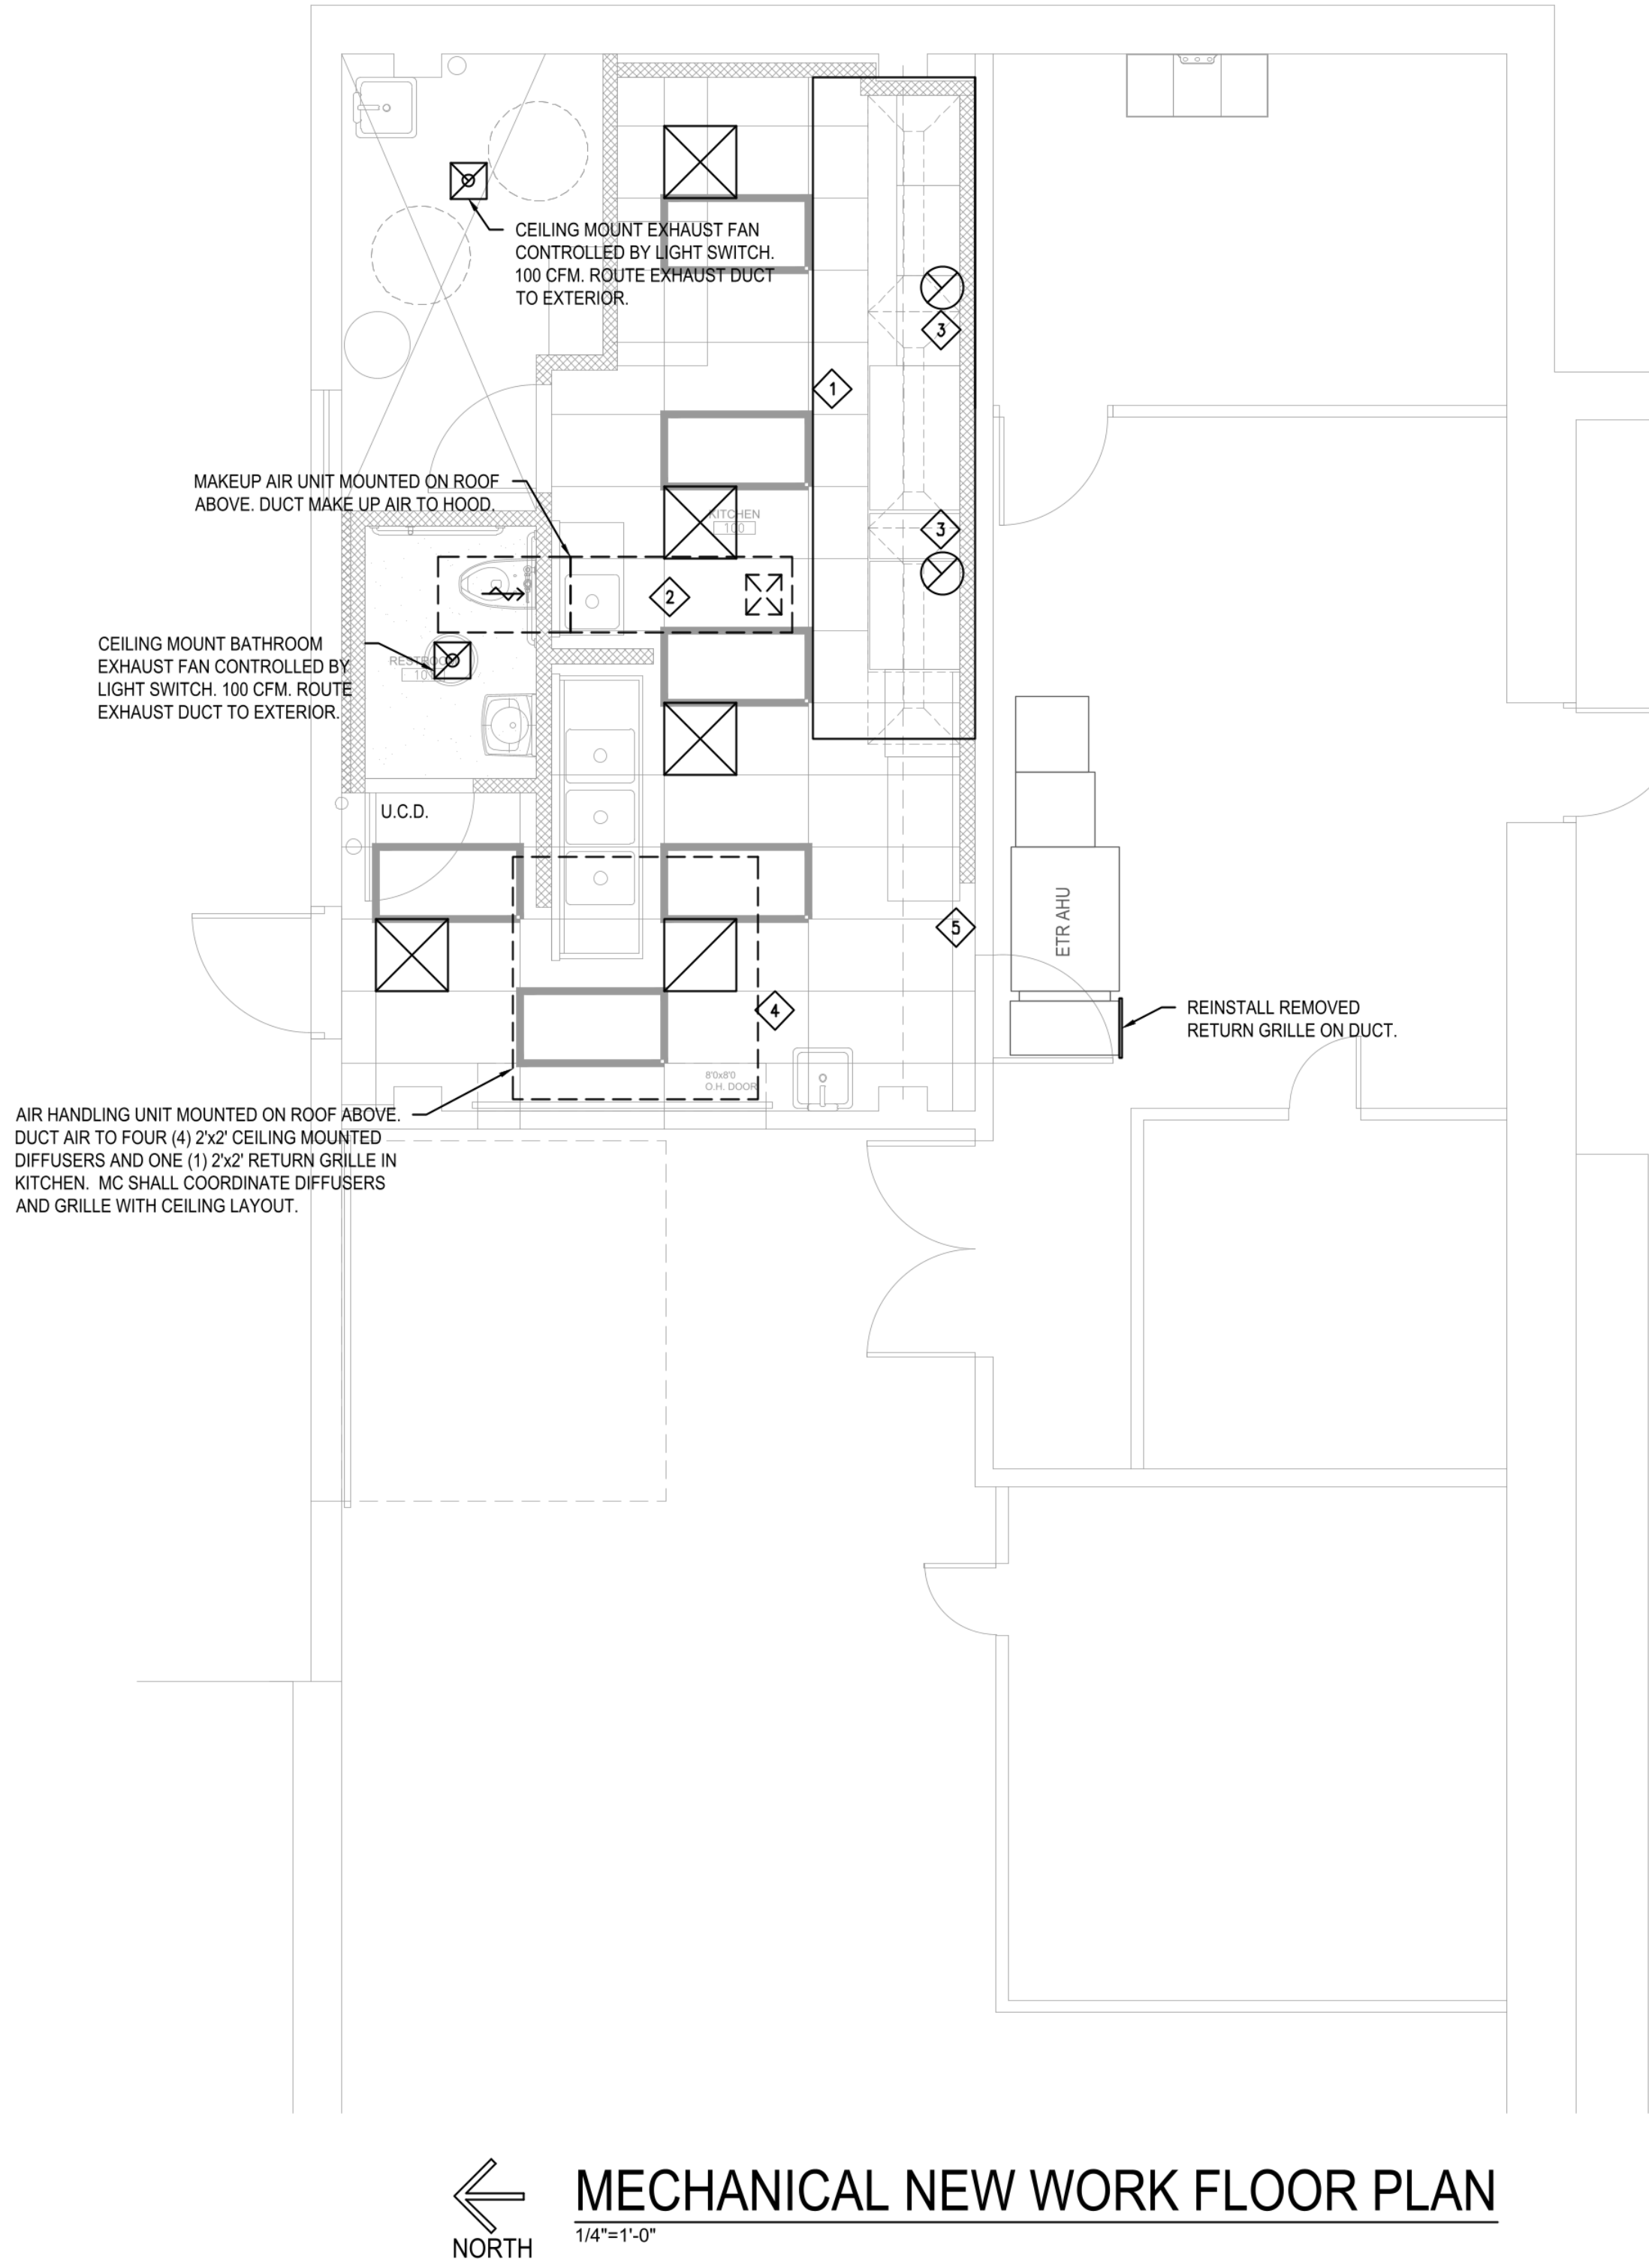 CEILING MOUNT EXHAUST FAN
CONTROLLED BY LIGHT SWITCH.
100 CFM. ROUTE EXHAUST DUCT
TO EXTERIOR.
3
1
MAKEUP AIR UNIT MOUNTED ON ROOF
ABOVE. DUCT MAKE UP AIR TO HOOD.
KITCHEN
100
3
2
CEILING MOUNT BATHROOM
EXHAUST FAN CONTROLLED BY
LIGHT SWITCH. 100 CFM. ROUTE
EXHAUST DUCT TO EXTERIOR.
U.C.D.
ETR AHU
5
4
REINSTALL REMOVED
RETURN GRILLE ON DUCT.
8'0x8'0
O.H. DOOR
AIR HANDLING UNIT MOUNTED ON ROOF ABOVE.
DUCT AIR TO FOUR (4) 2'x2' CEILING MOUNTED
DIFFUSERS AND ONE (1) 2'x2' RETURN GRILLE IN
KITCHEN. MC SHALL COORDINATE DIFFUSERS
AND GRILLE WITH CEILING LAYOUT.
NORTH
MECHANICAL NEW WORK FLOOR PLAN
1/4"=1'-0"